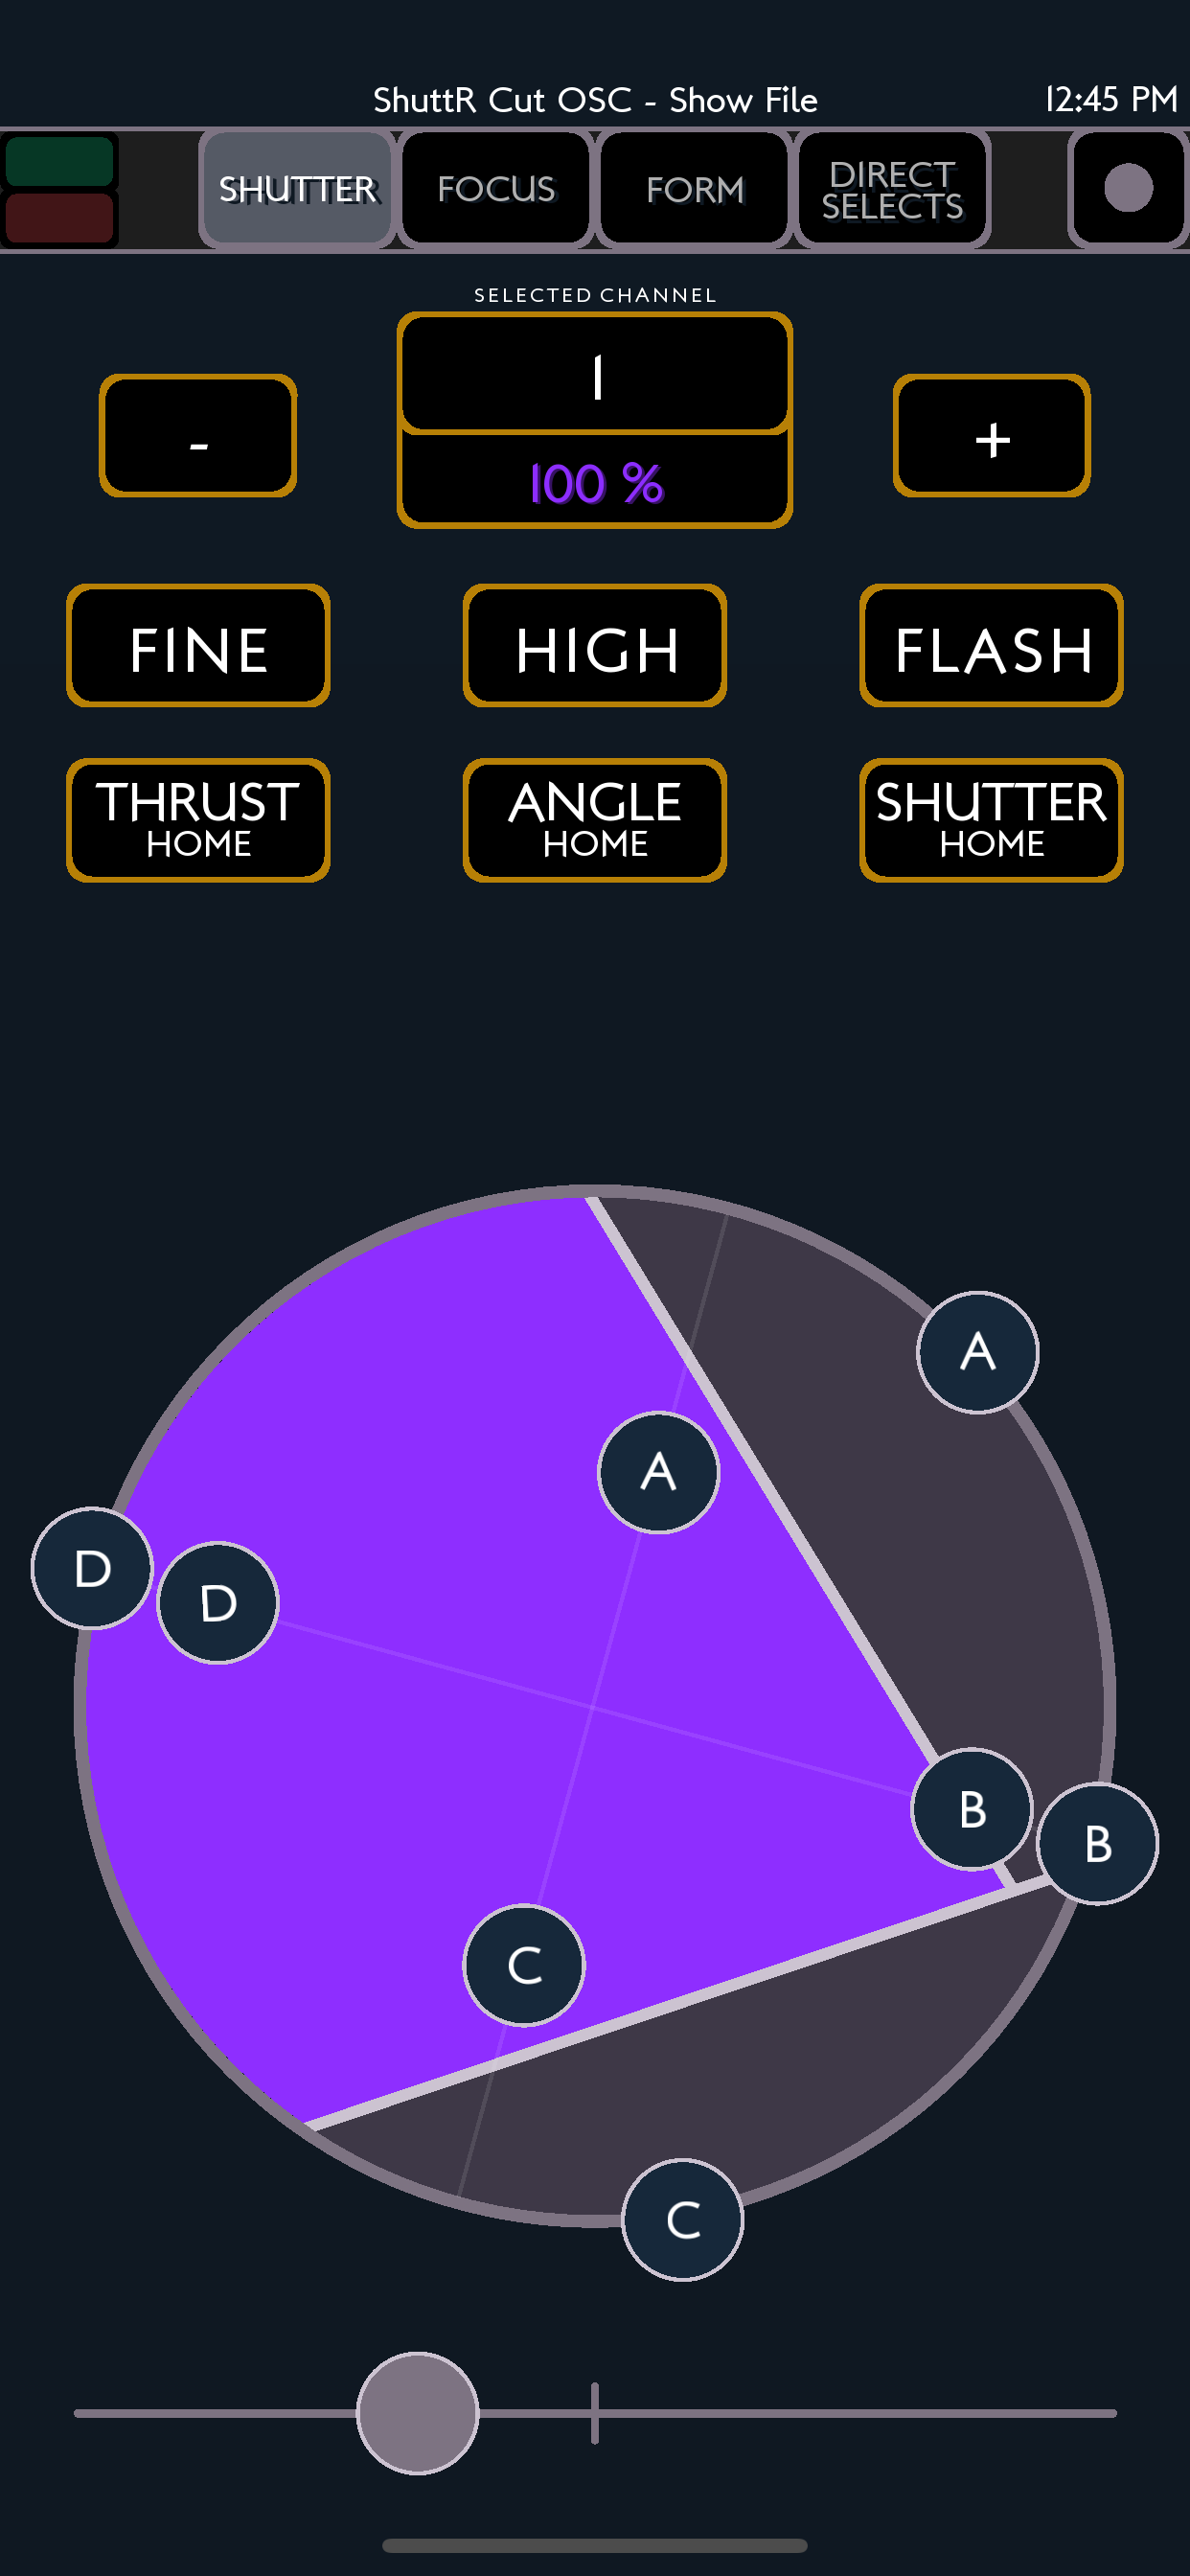 ShuttR Cut OSC - Show File
12:45 PM
SHUTTER
FOCUS
FORM
DIRECT
SELECTS
SELECTED CHANNEL
-
1
+
100 %
FINE
HIGH
FLASH
THRUST
HOME
ANGLE
HOME
SHUTTER
HOME
A
A
D
D
B
B
C
C